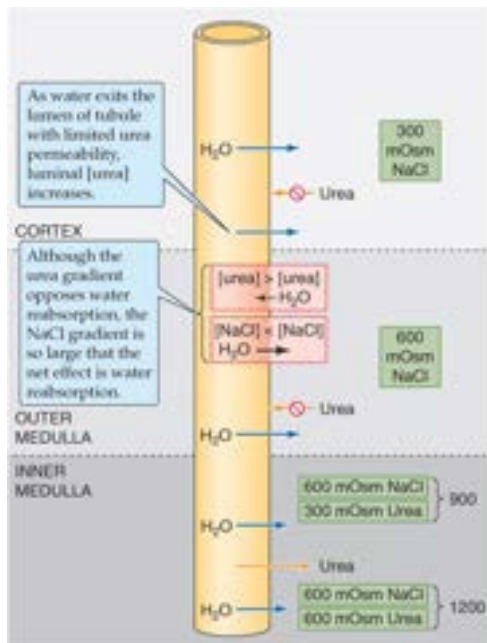 As water exits the
lumen of tubule
with limited urea
permeability,
luminal [urea]
increases.
H₂O
300
mOsm
NaCl
Urea
CORTEX
Although the
urea gradient
opposes water
reabsorption, the
NaCl gradient is
so large that the
net effect is water
reabsorption.
[urea] > [urea]
H₂O
[NaCl] < [NaCl]
H₂O
600
mOsm
NaCl
Urea
OUTER
MEDULLA
H₂O
INNER
MEDULLA
600 mOsm NaCl
300 mOsm Urea
900
H₂O
Urea
600 mOsm NaCl
600 mOsm Urea
1200
H₂O